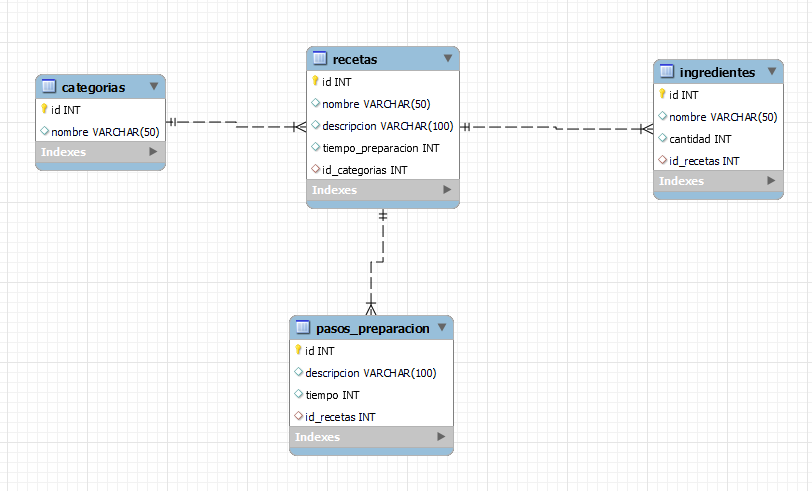 categorias
id INT
nombre VARCHAR(50)
Indexes
recetas
id INT
nombre VARCHAR(50)
descripcion VARCHAR(100)
tiempo_preparacion INT
id_categorias INT
Indexes
ingredientes
id INT
nombre VARCHAR(50)
cantidad INT
id_recetas INT
Indexes
pasos_preparacion
id INT
descripcion VARCHAR(100)
tiempo INT
id_recetas INT
Indexes